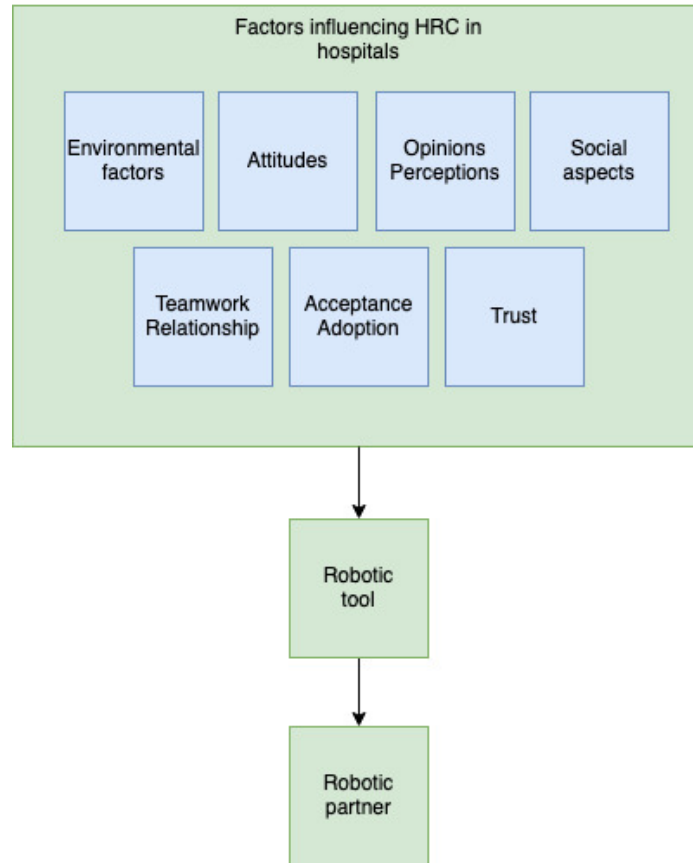 Factors influencing HRC in
hospitals
Environmental
factors
Attitudes
Opinions
Perceptions
Social
aspects
Teamwork
Relationship
Acceptance
Adoption
Trust
Robotic
tool
Robotic
partner